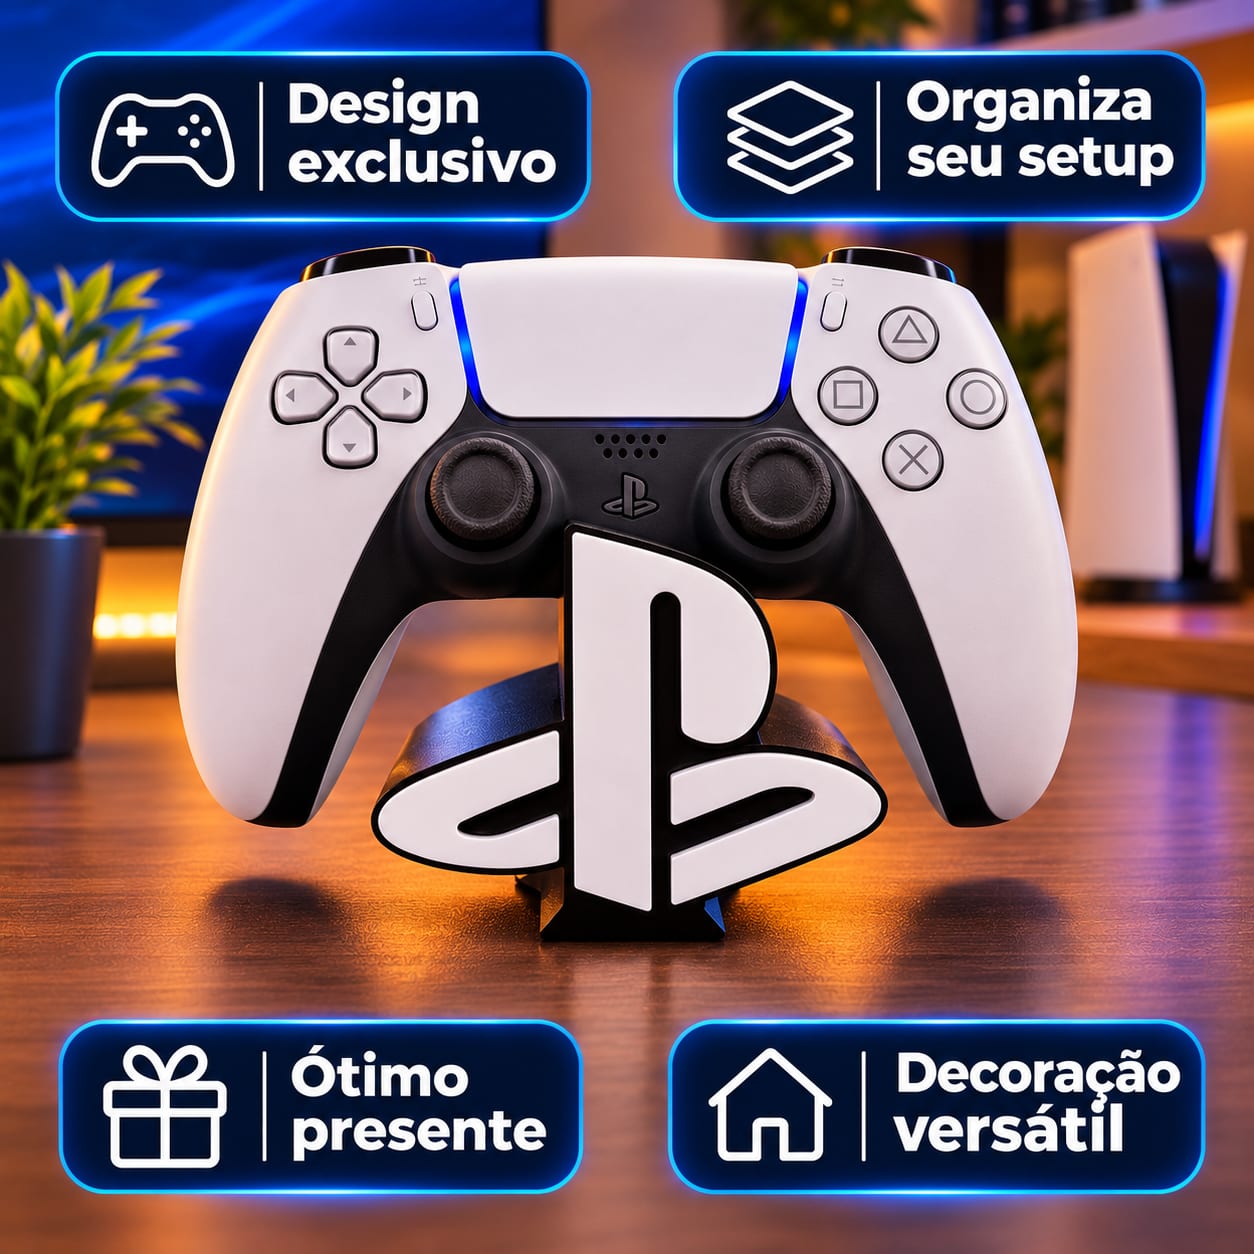 Design
exclusivo
Organiza
seu setup
Ótimo
presente
Decoração
versátil